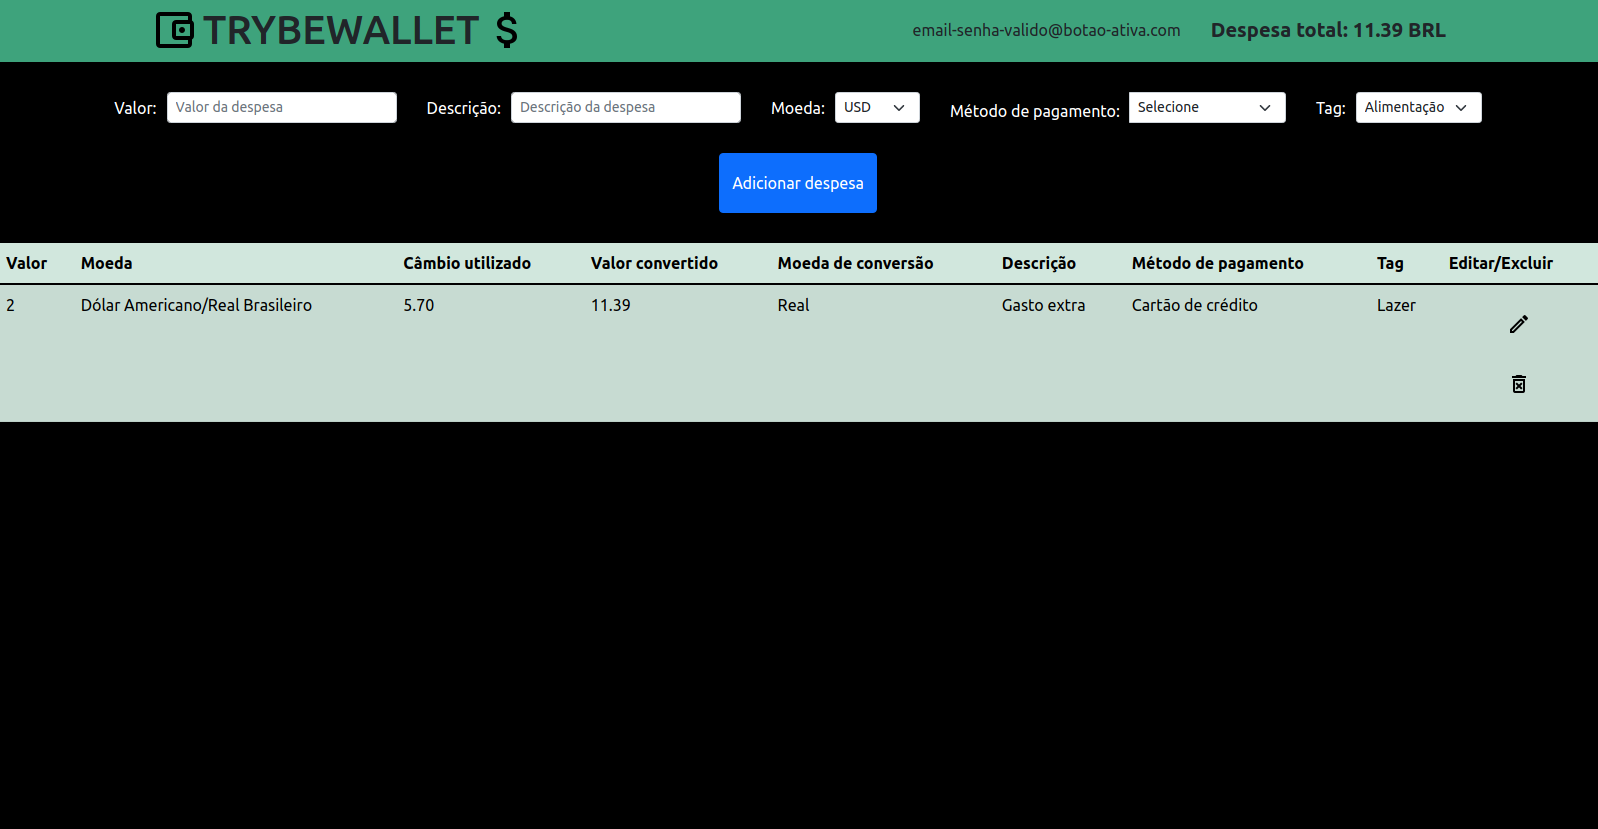 TRYBEWALLET $
email-senha-valido@botao-ativa.com
Despesa total: 11.39 BRL
Valor: Valor da despesa Descrição: Descrição da despesa Moeda: USD Método de pagamento: Selecione Tag: Alimentação
Adicionar despesa
Valor Moeda Câmbio utilizado Valor convertido Moeda de conversão Descrição Método de pagamento Tag Editar/Excluir
2 Dólar Americano/Real Brasileiro 5.70 11.39 Real Gasto extra Cartão de crédito Lazer